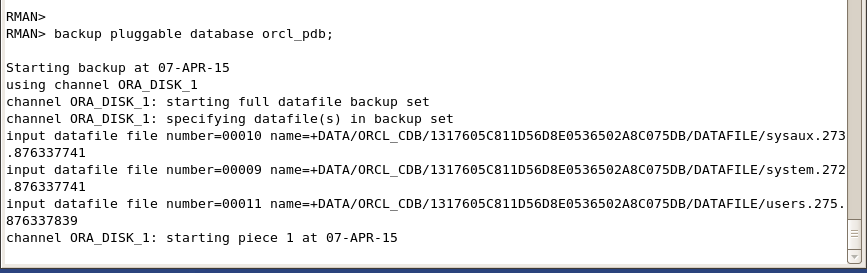 RMAN>
RMAN> backup pluggable database orcl_pdb;
Starting backup at 07-APR-15
using channel ORA_DISK_1
channel ORA_DISK_1: starting full datafile backup set
channel ORA_DISK_1: specifying datafile(s) in backup set
input datafile file number=00010 name=+DATA/ORCL_CDB/1317605C811D56D8E0536502A8C075DB/DATAFILE/sysaux.273
.876337741
input datafile file number=00009 name=+DATA/ORCL_CDB/1317605C811D56D8E0536502A8C075DB/DATAFILE/system.272
.876337741
input datafile file number=00011 name=+DATA/ORCL_CDB/1317605C811D56D8E0536502A8C075DB/DATAFILE/users.275.
876337839
channel ORA_DISK_1: starting piece 1 at 07-APR-15